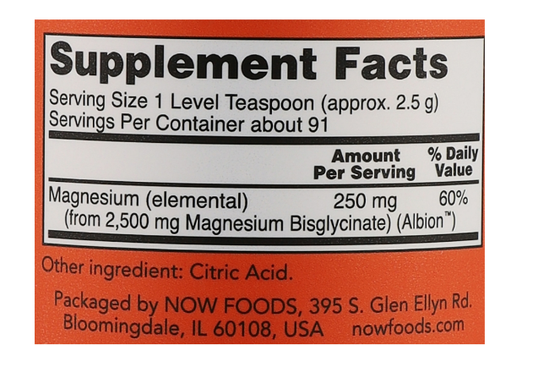 Supplement Facts
Serving Size 1 Level Teaspoon (approx. 2.5 g)
Servings Per Container about 91
Amount Per Serving % Daily Value
Magnesium (elemental) 250 mg 60%
(from 2,500 mg Magnesium Bisglycinate) (Albion™)
Other ingredient: Citric Acid.
Packaged by NOW FOODS, 395 S. Glen Ellyn Rd.
Bloomingdale, IL 60108, USA nowfoods.com